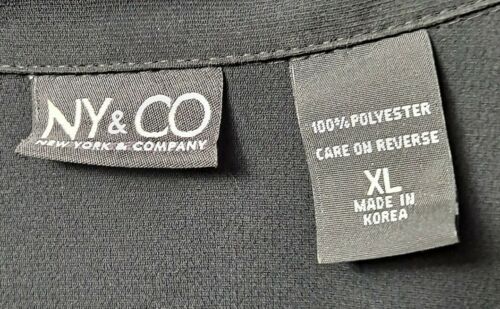 NY & CO
NEW YORK & COMPANY
100% POLYESTER
CARE ON REVERSE
XL
MADE IN
KOREA